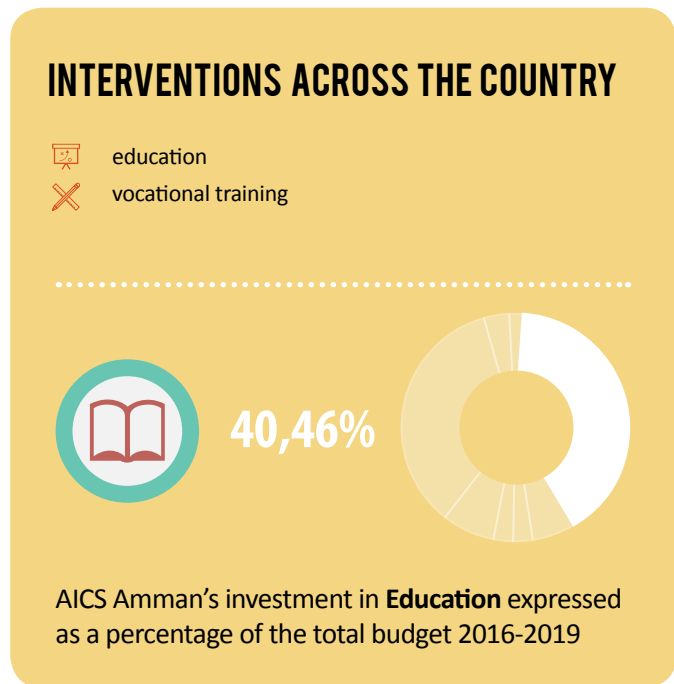 INTERVENTIONS ACROSS THE COUNTRY
education
vocational training
40,46%
AICS Amman’s investment in Education expressed
as a percentage of the total budget 2016-2019